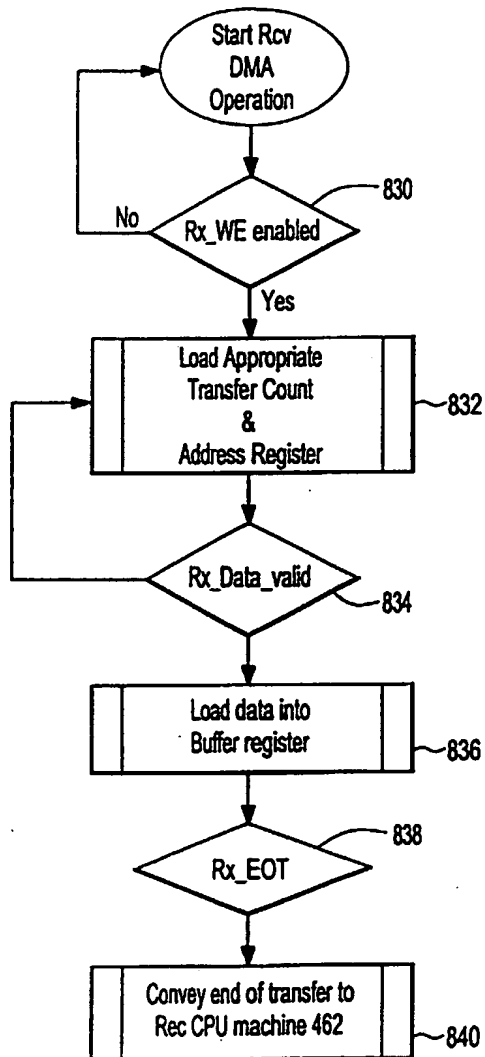 Start Rcv
DMA
Operation
830
No
Rx_WE enabled
Yes
Load Appropriate
Transfer Count
&
Address Register
832
Rx_Data_valid
834
Load data into
Buffer register
836
838
Rx_EOT
Convey end of transfer to
Rec CPU machine 462
840